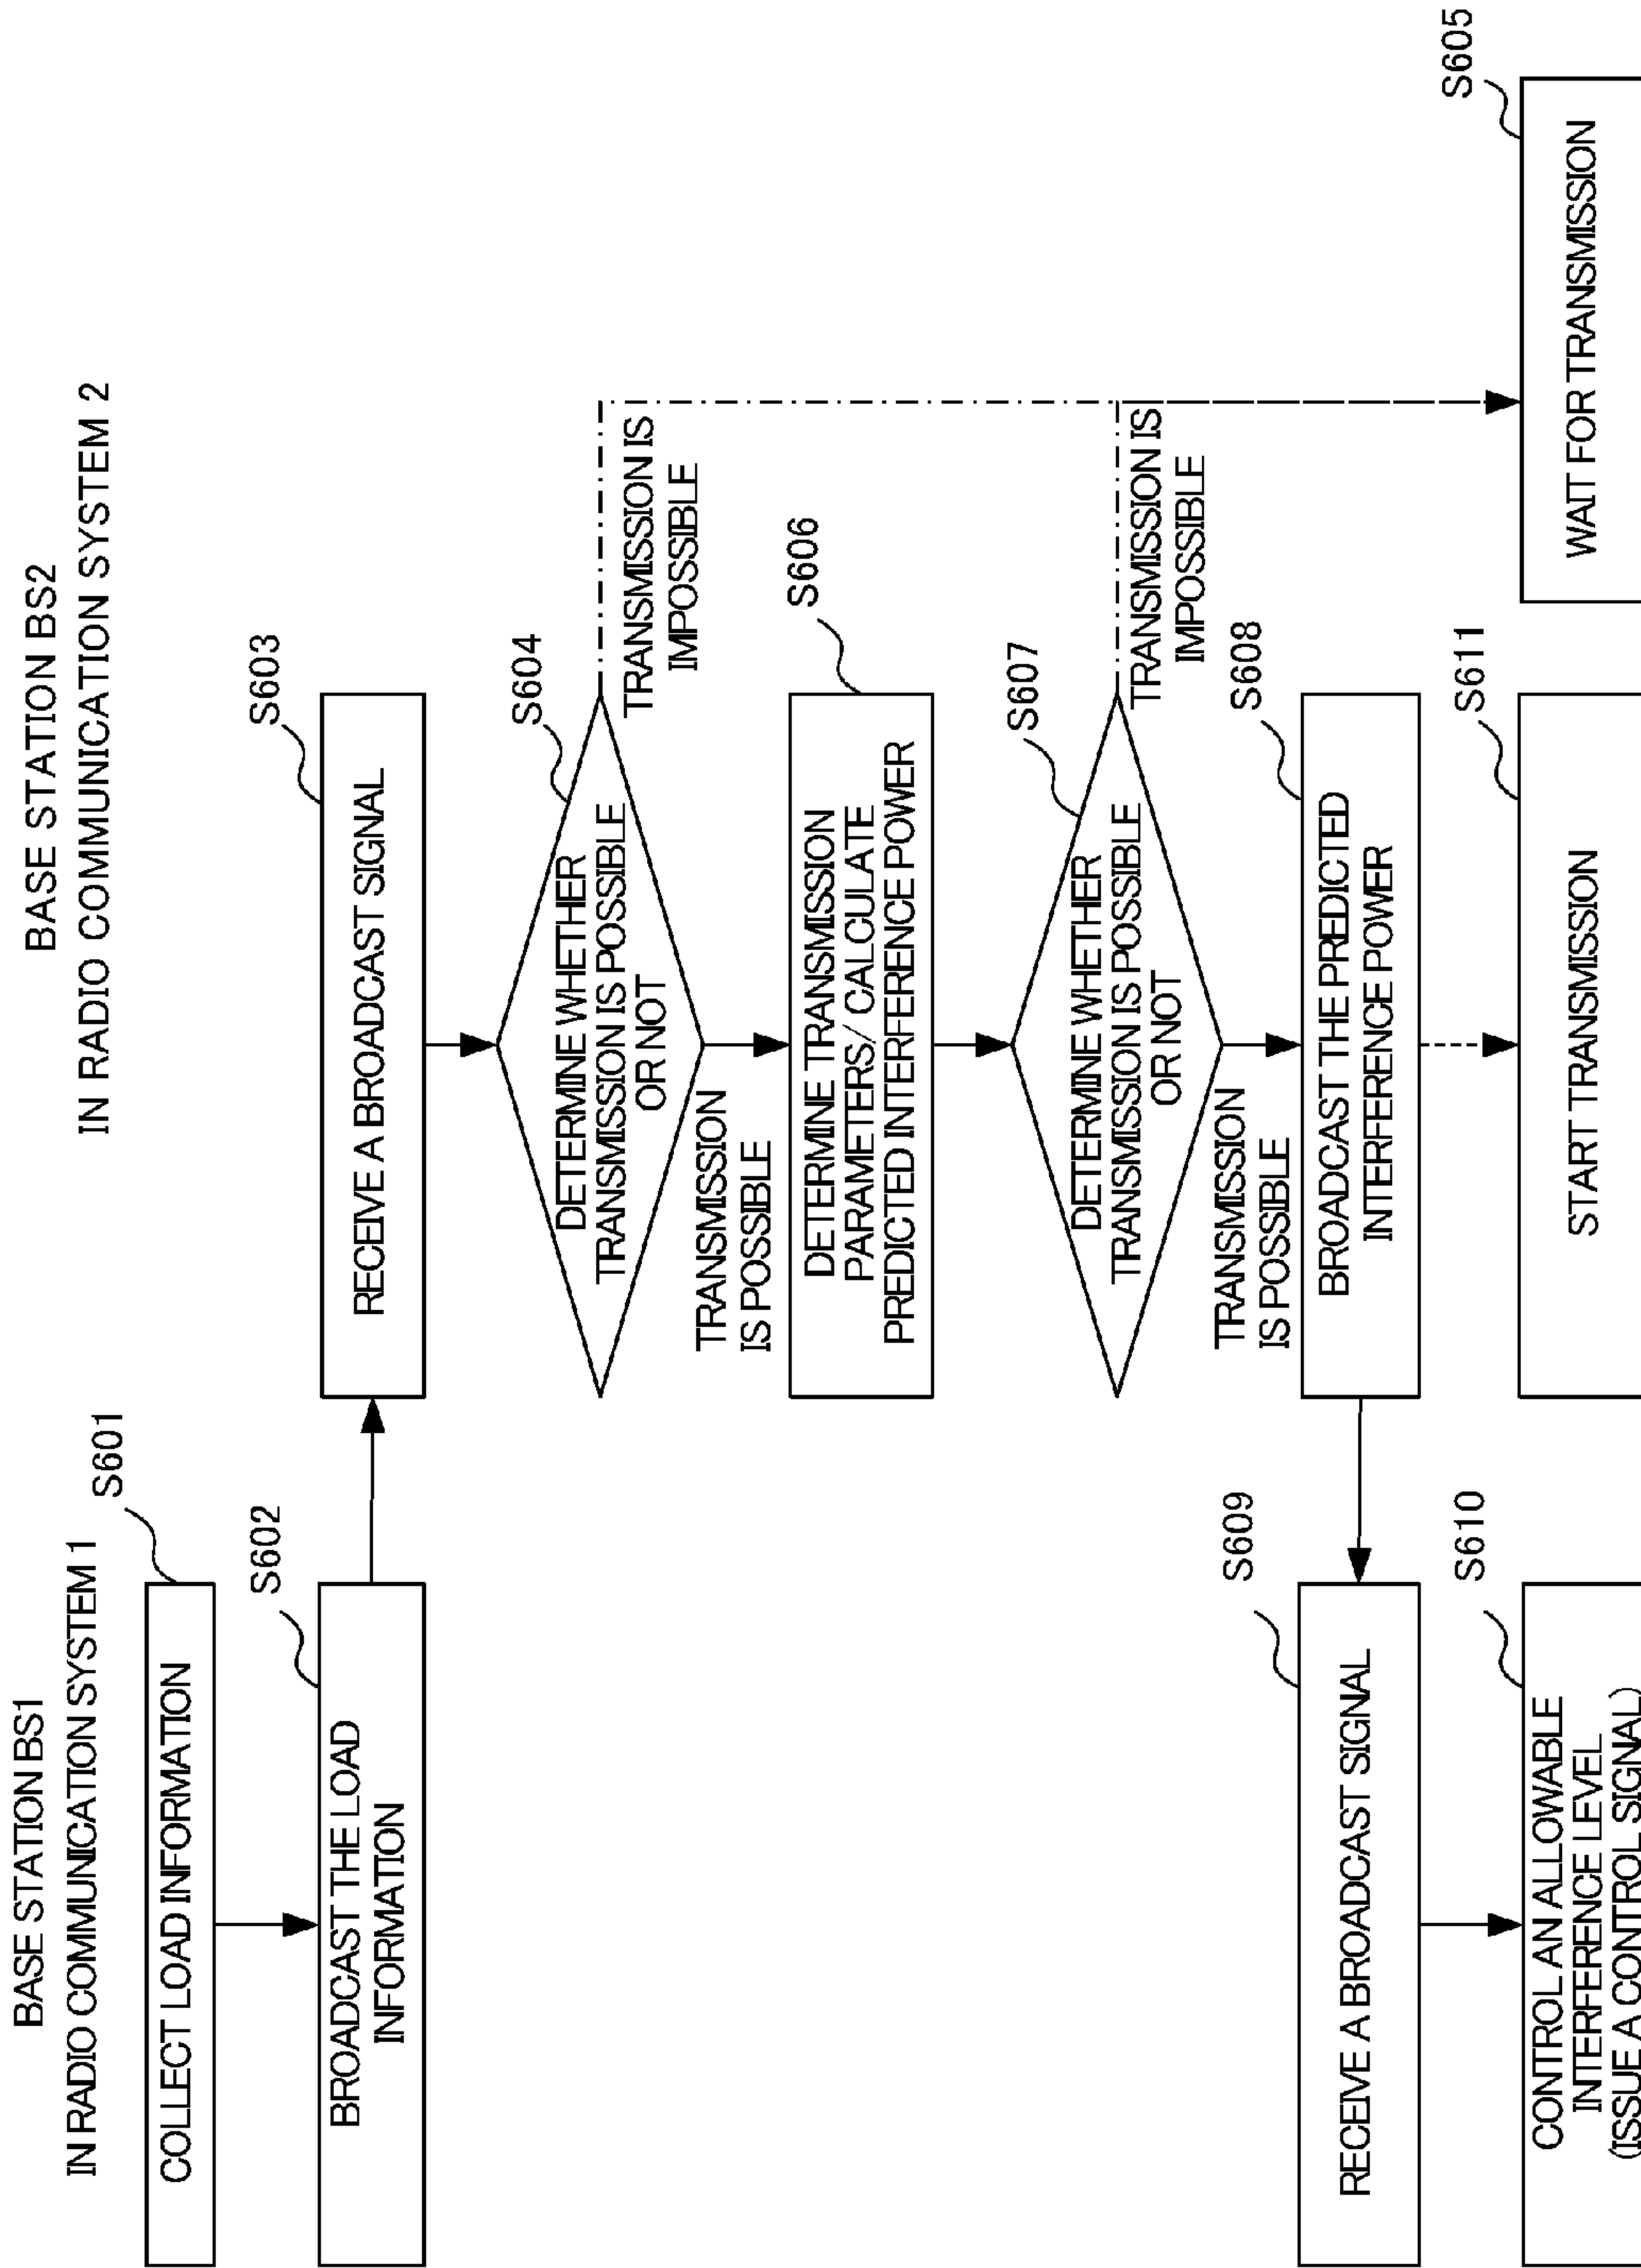 BASE STATION BS1
IN RADIO COMMUNICATION SYSTEM 1
S601
COLLECT LOAD INFORMATION
S602
BROADCAST THE LOAD
INFORMATION
BASE STATION BS2
IN RADIO COMMUNICATION SYSTEM 2
S603
RECEIVE A BROADCAST SIGNAL
S604
DETERMINE WHETHER
TRANSMISSION IS POSSIBLE
OR NOT
TRANSMISSION IS
IMPOSSIBLE
TRANSMISSION
IS POSSIBLE
S606
DETERMINE TRANSMISSION
PARAMETERS/ CALCULATE
PREDICTED INTERFERENCE POWER
S607
DETERMINE WHETHER
TRANSMISSION IS POSSIBLE
OR NOT
TRANSMISSION IS
IMPOSSIBLE
TRANSMISSION
IS POSSIBLE
S608
BROADCAST THE PREDICTED
INTERFERENCE POWER
S609
RECEIVE A BROADCAST SIGNAL
S610
CONTROL AN ALLOWABLE
INTERFERENCE LEVEL
(ISSUE A CONTROL SIGNAL)
S611
START TRANSMISSION
S605
WAIT FOR TRANSMISSION